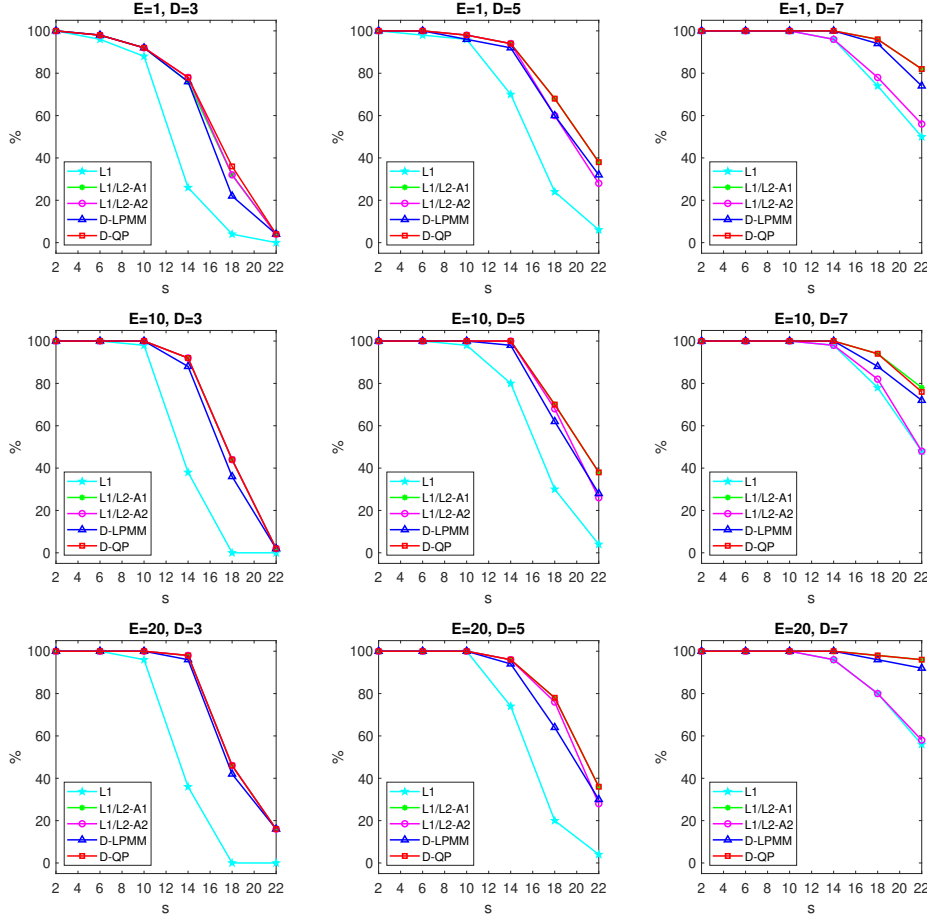 E=1, D=3
%
100
80
60
40
20
0
L1
L1/L2-A1
L1/L2-A2
D-LPMM
D-QP
2 4 6 8 10 12 14 16 18 20 22
s
E=1, D=5
%
100
80
60
40
20
0
L1
L1/L2-A1
L1/L2-A2
D-LPMM
D-QP
2 4 6 8 10 12 14 16 18 20 22
s
E=1, D=7
%
100
80
60
40
20
0
L1
L1/L2-A1
L1/L2-A2
D-LPMM
D-QP
2 4 6 8 10 12 14 16 18 20 22
s
E=10, D=3
%
100
80
60
40
20
0
L1
L1/L2-A1
L1/L2-A2
D-LPMM
D-QP
2 4 6 8 10 12 14 16 18 20 22
s
E=10, D=5
%
100
80
60
40
20
0
L1
L1/L2-A1
L1/L2-A2
D-LPMM
D-QP
2 4 6 8 10 12 14 16 18 20 22
s
E=10, D=7
%
100
80
60
40
20
0
L1
L1/L2-A1
L1/L2-A2
D-LPMM
D-QP
2 4 6 8 10 12 14 16 18 20 22
s
E=20, D=3
%
100
80
60
40
20
0
L1
L1/L2-A1
L1/L2-A2
D-LPMM
D-QP
2 4 6 8 10 12 14 16 18 20 22
s
E=20, D=5
%
100
80
60
40
20
0
L1
L1/L2-A1
L1/L2-A2
D-LPMM
D-QP
2 4 6 8 10 12 14 16 18 20 22
s
E=20, D=7
%
100
80
60
40
20
0
L1
L1/L2-A1
L1/L2-A2
D-LPMM
D-QP
2 4 6 8 10 12 14 16 18 20 22
s